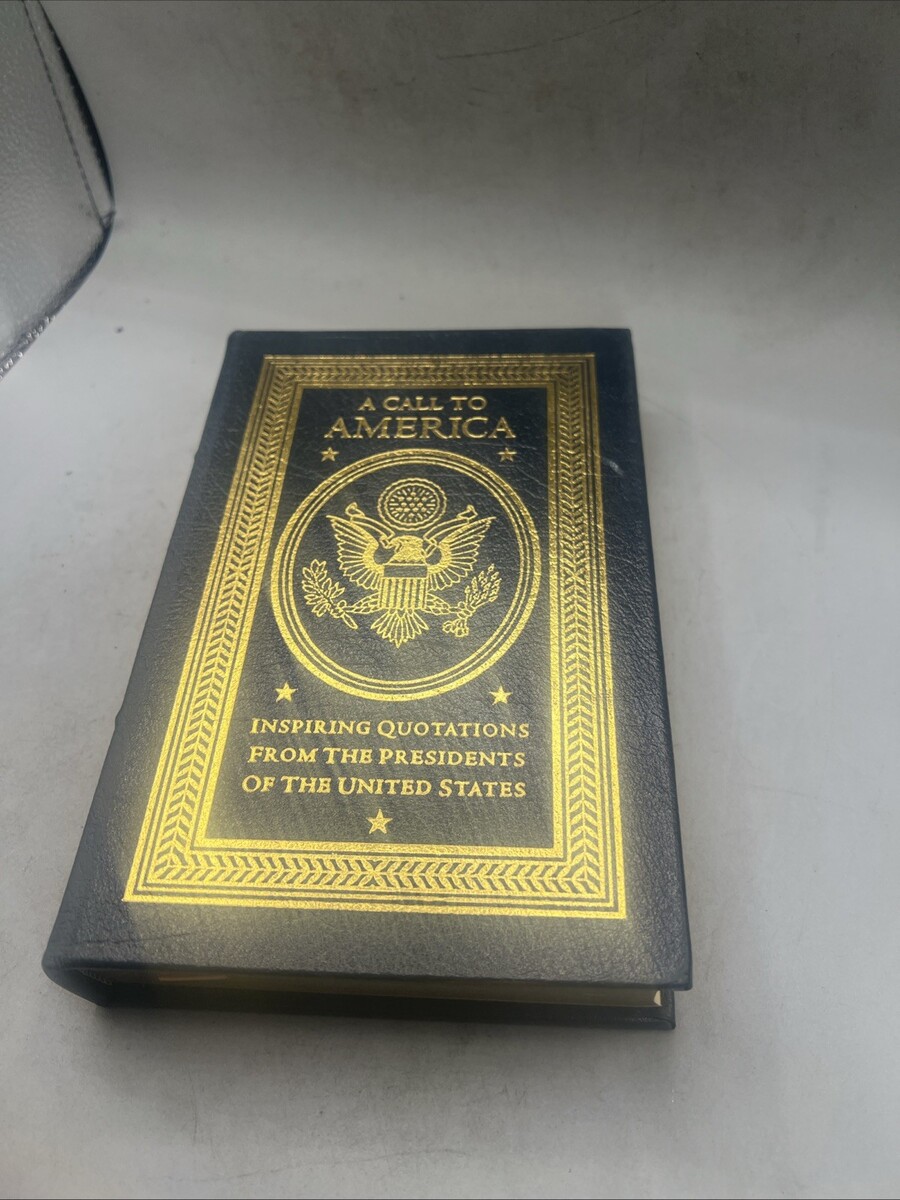 A CALL TO
AMERICA
INSPIRING QUOTATIONS
FROM THE PRESIDENTS
OF THE UNITED STATES